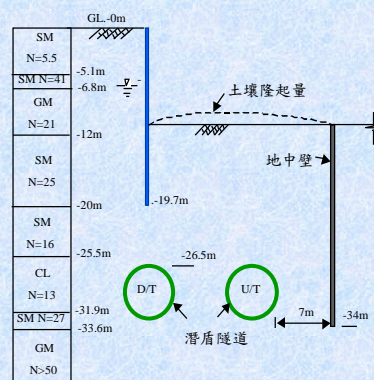 GL.-0m
SM
N=5.5
-5.1m
SM N=41
-6.8m
GM
N=21
-12m
SM
N=25
-20m
SM
N=16
-25.5m
CL
N=13
-31.9m
SM N=27
-33.6m
GM
N>50
土壤隆起量
地中壁
-19.7m
-26.5m
D/T
U/T
7m
-34m
潛盾隧道